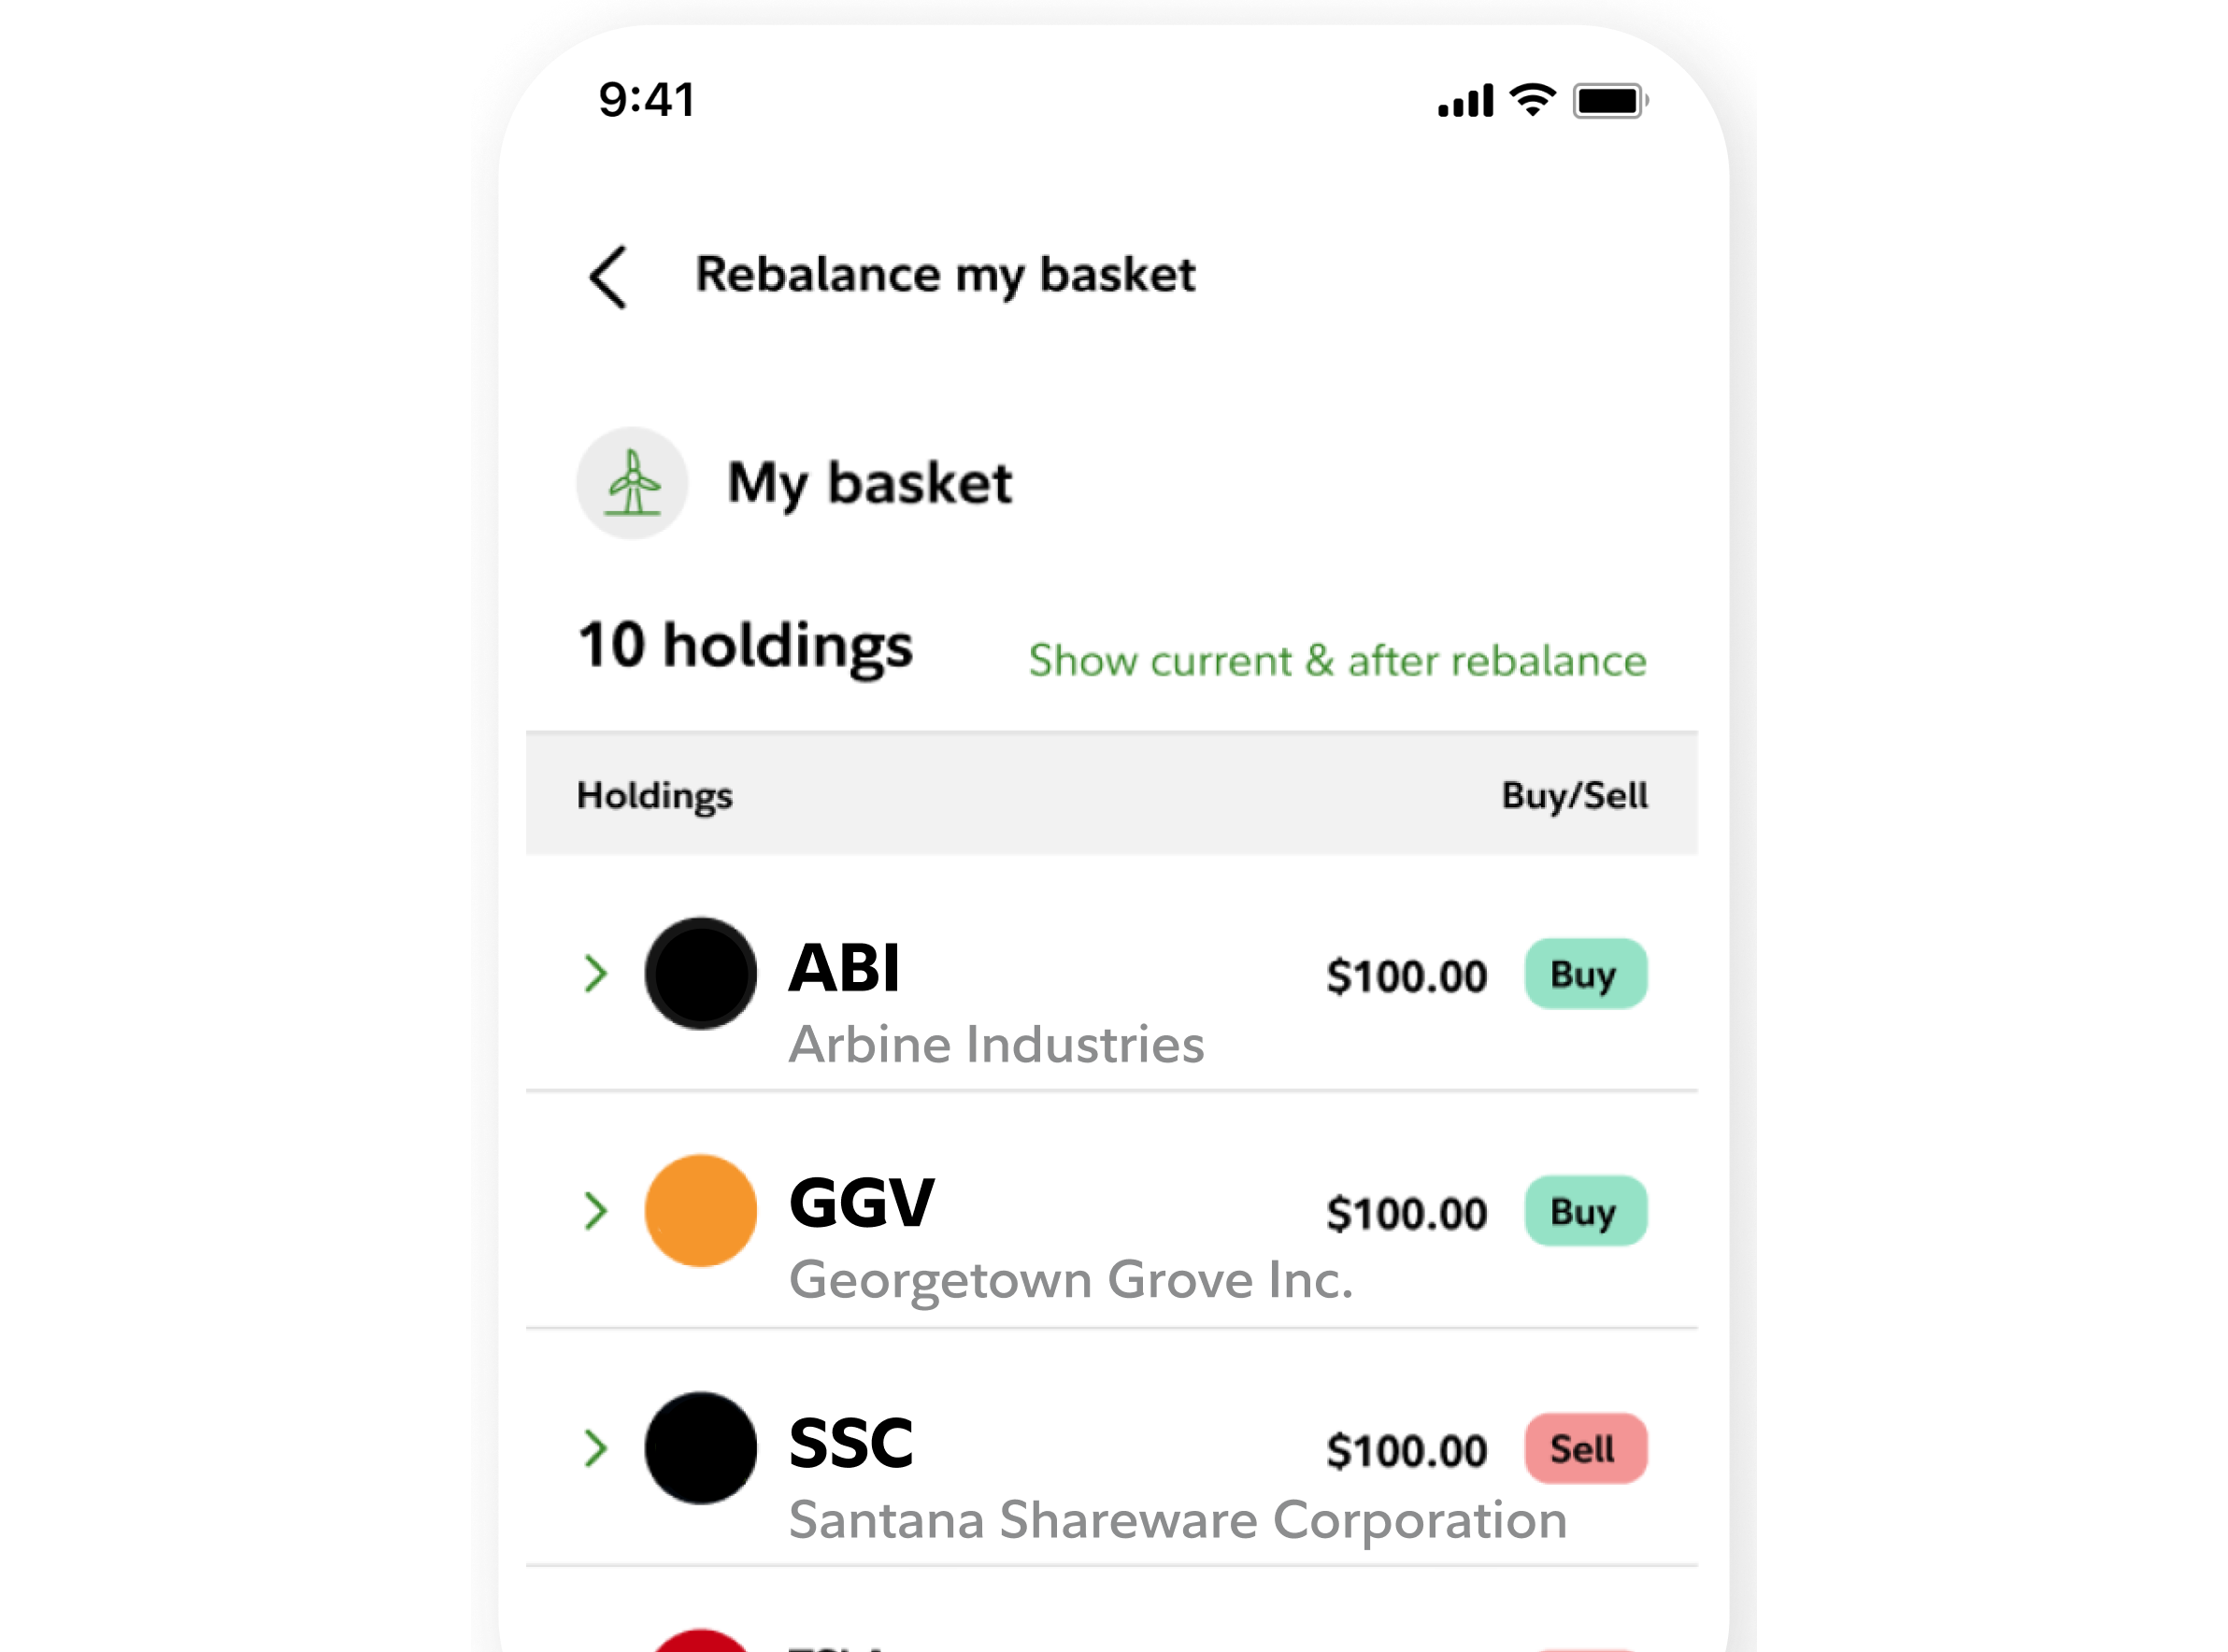 9:41
Rebalance my basket
My basket
10 holdings
Show current & after rebalance
Holdings Buy/Sell
ABI $100.00 Buy
Arbine Industries
GGV $100.00 Buy
Georgetown Grove Inc.
SSC $100.00 Sell
Santana Shareware Corporation